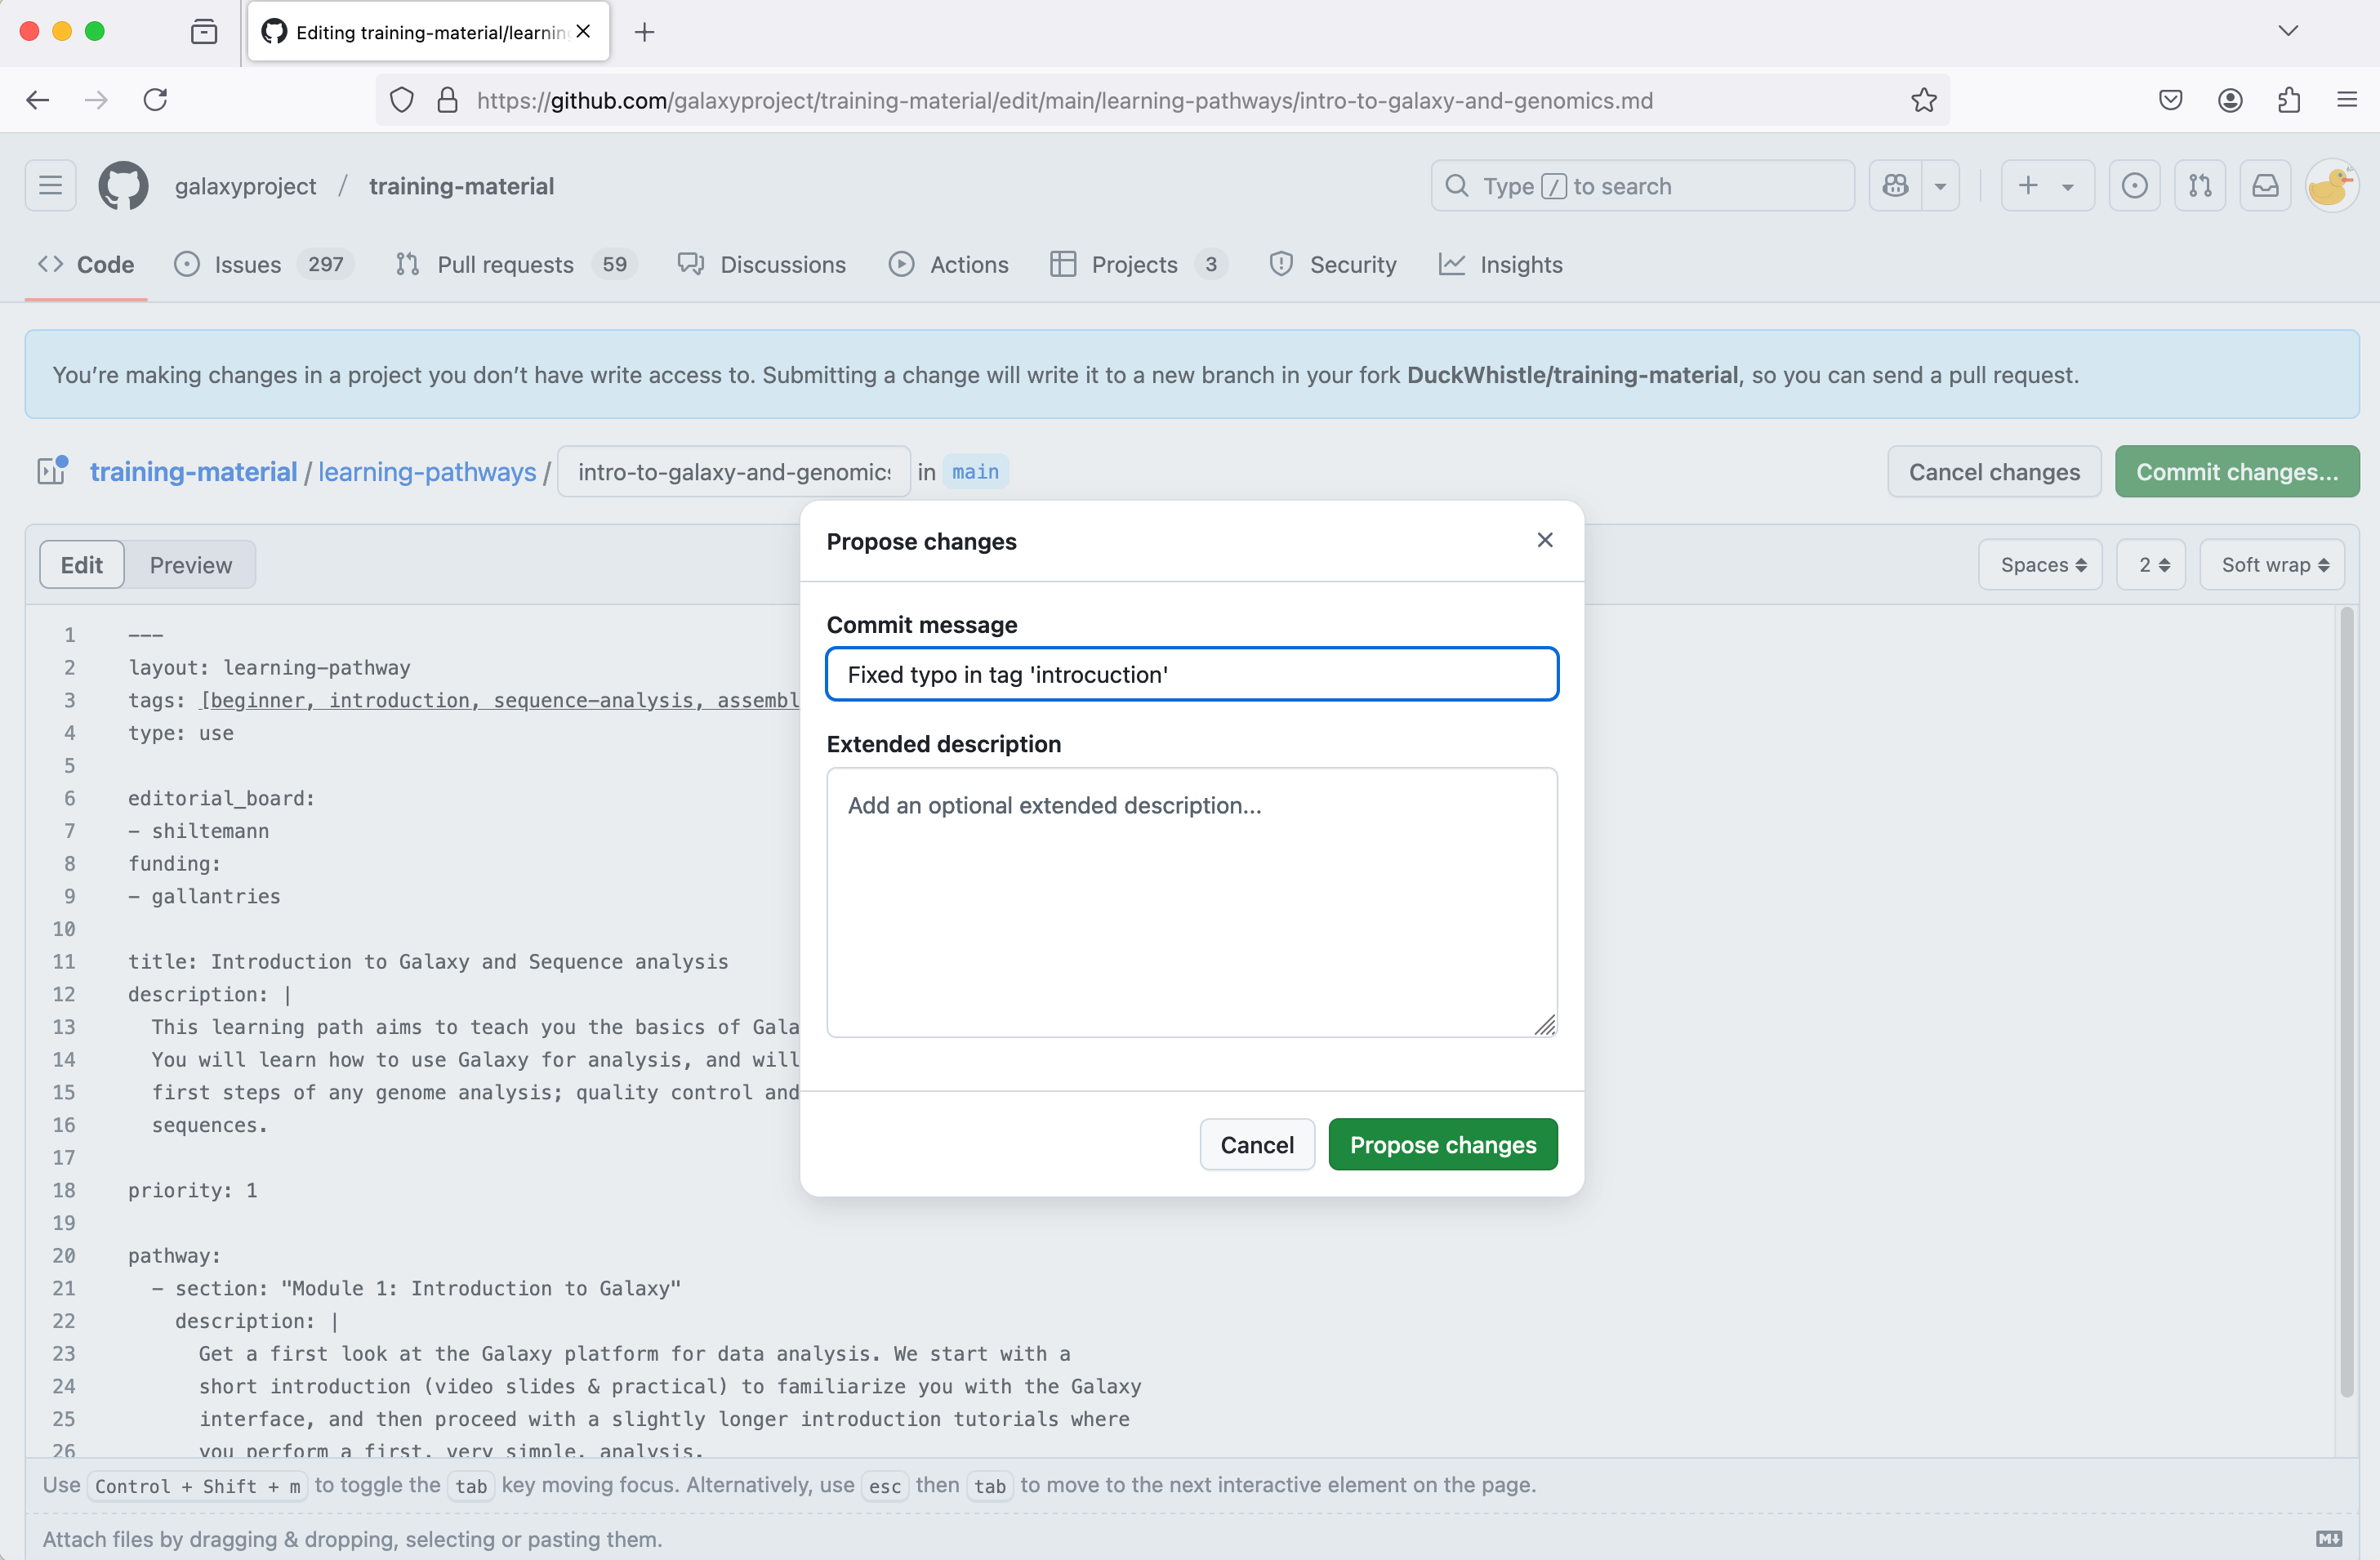 Editing training-material/learning
https://github.com/galaxyproject/training-material/edit/main/learning-pathways/intro-to-galaxy-and-genomics.md
galaxyproject / training-material
Type / to search
Code
Issues 297
Pull requests 59
Discussions
Actions
Projects 3
Security
Insights
You’re making changes in a project you don’t have write access to. Submitting a change will write it to a new branch in your fork DuckWhistle/training-material, so you can send a pull request.
training-material / learning-pathways / intro-to-galaxy-and-genomics in main
Cancel changes
Commit changes...
Edit
Preview
Spaces
2
Soft wrap
1 ---
2 layout: learning-pathway
3 tags: [beginner, introduction, sequence-analysis, assembl
4 type: use
5
6 editorial_board:
7 - shiltemann
8 funding:
9 - gallantries
10
11 title: Introduction to Galaxy and Sequence analysis
12 description: |
13 This learning path aims to teach you the basics of Gala
14 You will learn how to use Galaxy for analysis, and will
15 first steps of any genome analysis; quality control and
16 sequences.
17
18 priority: 1
19
20 pathway:
21 - section: "Module 1: Introduction to Galaxy"
22 description: |
23 Get a first look at the Galaxy platform for data analysis. We start with a
24 short introduction (video slides & practical) to familiarize you with the Galaxy
25 interface, and then proceed with a slightly longer introduction tutorials where
26 you perform a first, very simple, analysis.
Propose changes
Commit message
Fixed typo in tag 'introcuction'
Extended description
Add an optional extended description...
Cancel
Propose changes
Use Control + Shift + m to toggle the tab key moving focus. Alternatively, use esc then tab to move to the next interactive element on the page.
Attach files by dragging & dropping, selecting or pasting them.